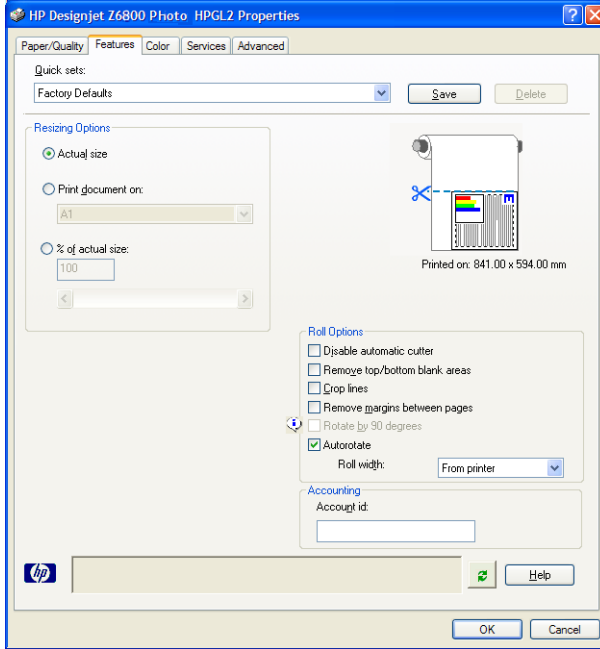 HP Designjet Z6800 Photo HPGL2 Properties
Paper/Quality Features Color Services Advanced
Quick sets:
Factory Defaults
Save
Delete
Resizing Options
Actual size
Print document on:
A1
% of actual size:
100
Printed on: 841.00 x 594.00 mm
Roll Options
Disable automatic cutter
Remove top/bottom blank areas
Crop lines
Remove margins between pages
Rotate by 90 degrees
Autorotate
Roll width: From printer
Accounting
Account id:
hp
Help
OK
Cancel